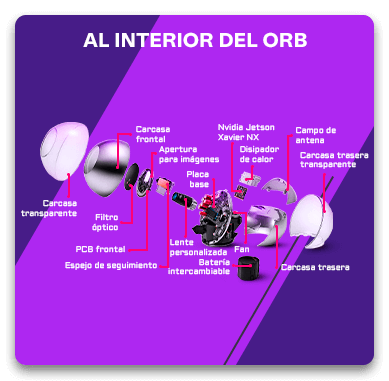 AL INTERIOR DEL ORB
Carcasa
frontal
Apertura
para imágenes
Nvidia Jetson
Xavier NX
Disipador
de calor
Campo de
antena
Carcasa trasera
transparente
Placa
base
Carcasa
transparente
Filtro
óptico
PCB frontal
Espejo de seguimiento
Lente
personalizada
Batería
intercambiable
Fan
Carcasa trasera